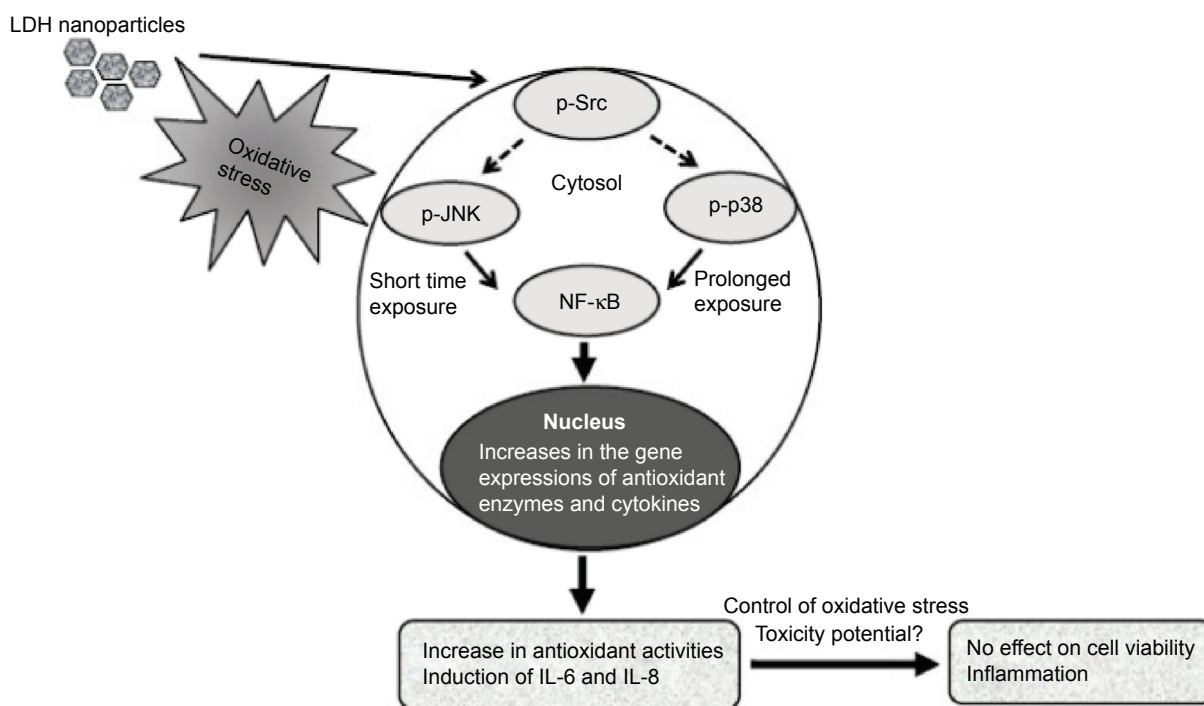 LDH nanoparticles
Oxidative
stress
p-Src
Cytosol
p-JNK
p-p38
Short time
exposure
NF-κB
Prolonged
exposure
Nucleus
Increases in the gene
expressions of antioxidant
enzymes and cytokines
Increase in antioxidant activities
Induction of IL-6 and IL-8
Control of oxidative stress
Toxicity potential?
No effect on cell viability
Inflammation